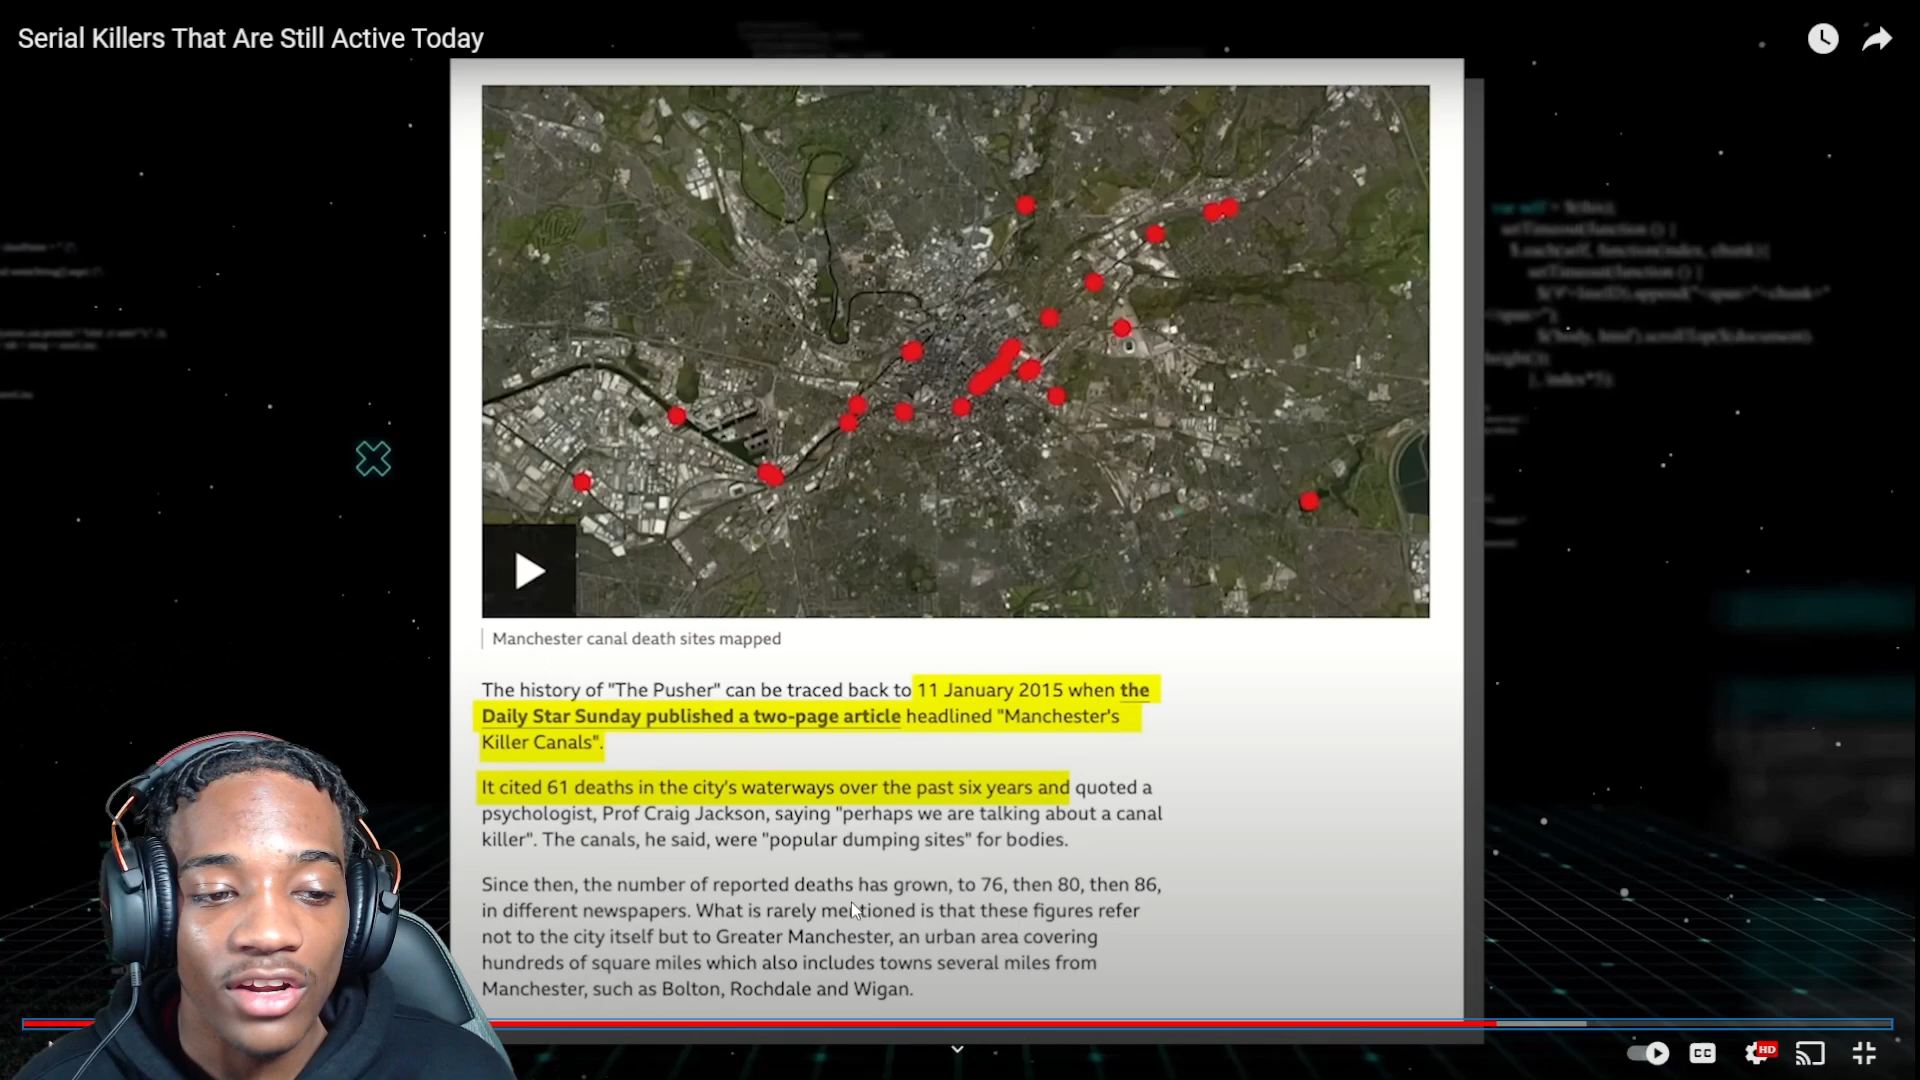 Serial Killers That Are Still Active Today
Manchester canal death sites mapped
The history of "The Pusher" can be traced back to 11 January 2015 when the
Daily Star Sunday published a two-page article headlined "Manchester's
Killer Canals".
It cited 61 deaths in the city's waterways over the past six years and quoted a
psychologist, Prof Craig Jackson, saying "perhaps we are talking about a canal
killer". The canals, he said, were "popular dumping sites" for bodies.
Since then, the number of reported deaths has grown, to 76, then 80, then 86,
in different newspapers. What is rarely mentioned is that these figures refer
not to the city itself but to Greater Manchester, an urban area covering
hundreds of square miles which also includes towns several miles from
Manchester, such as Bolton, Rochdale and Wigan.
CC
HD